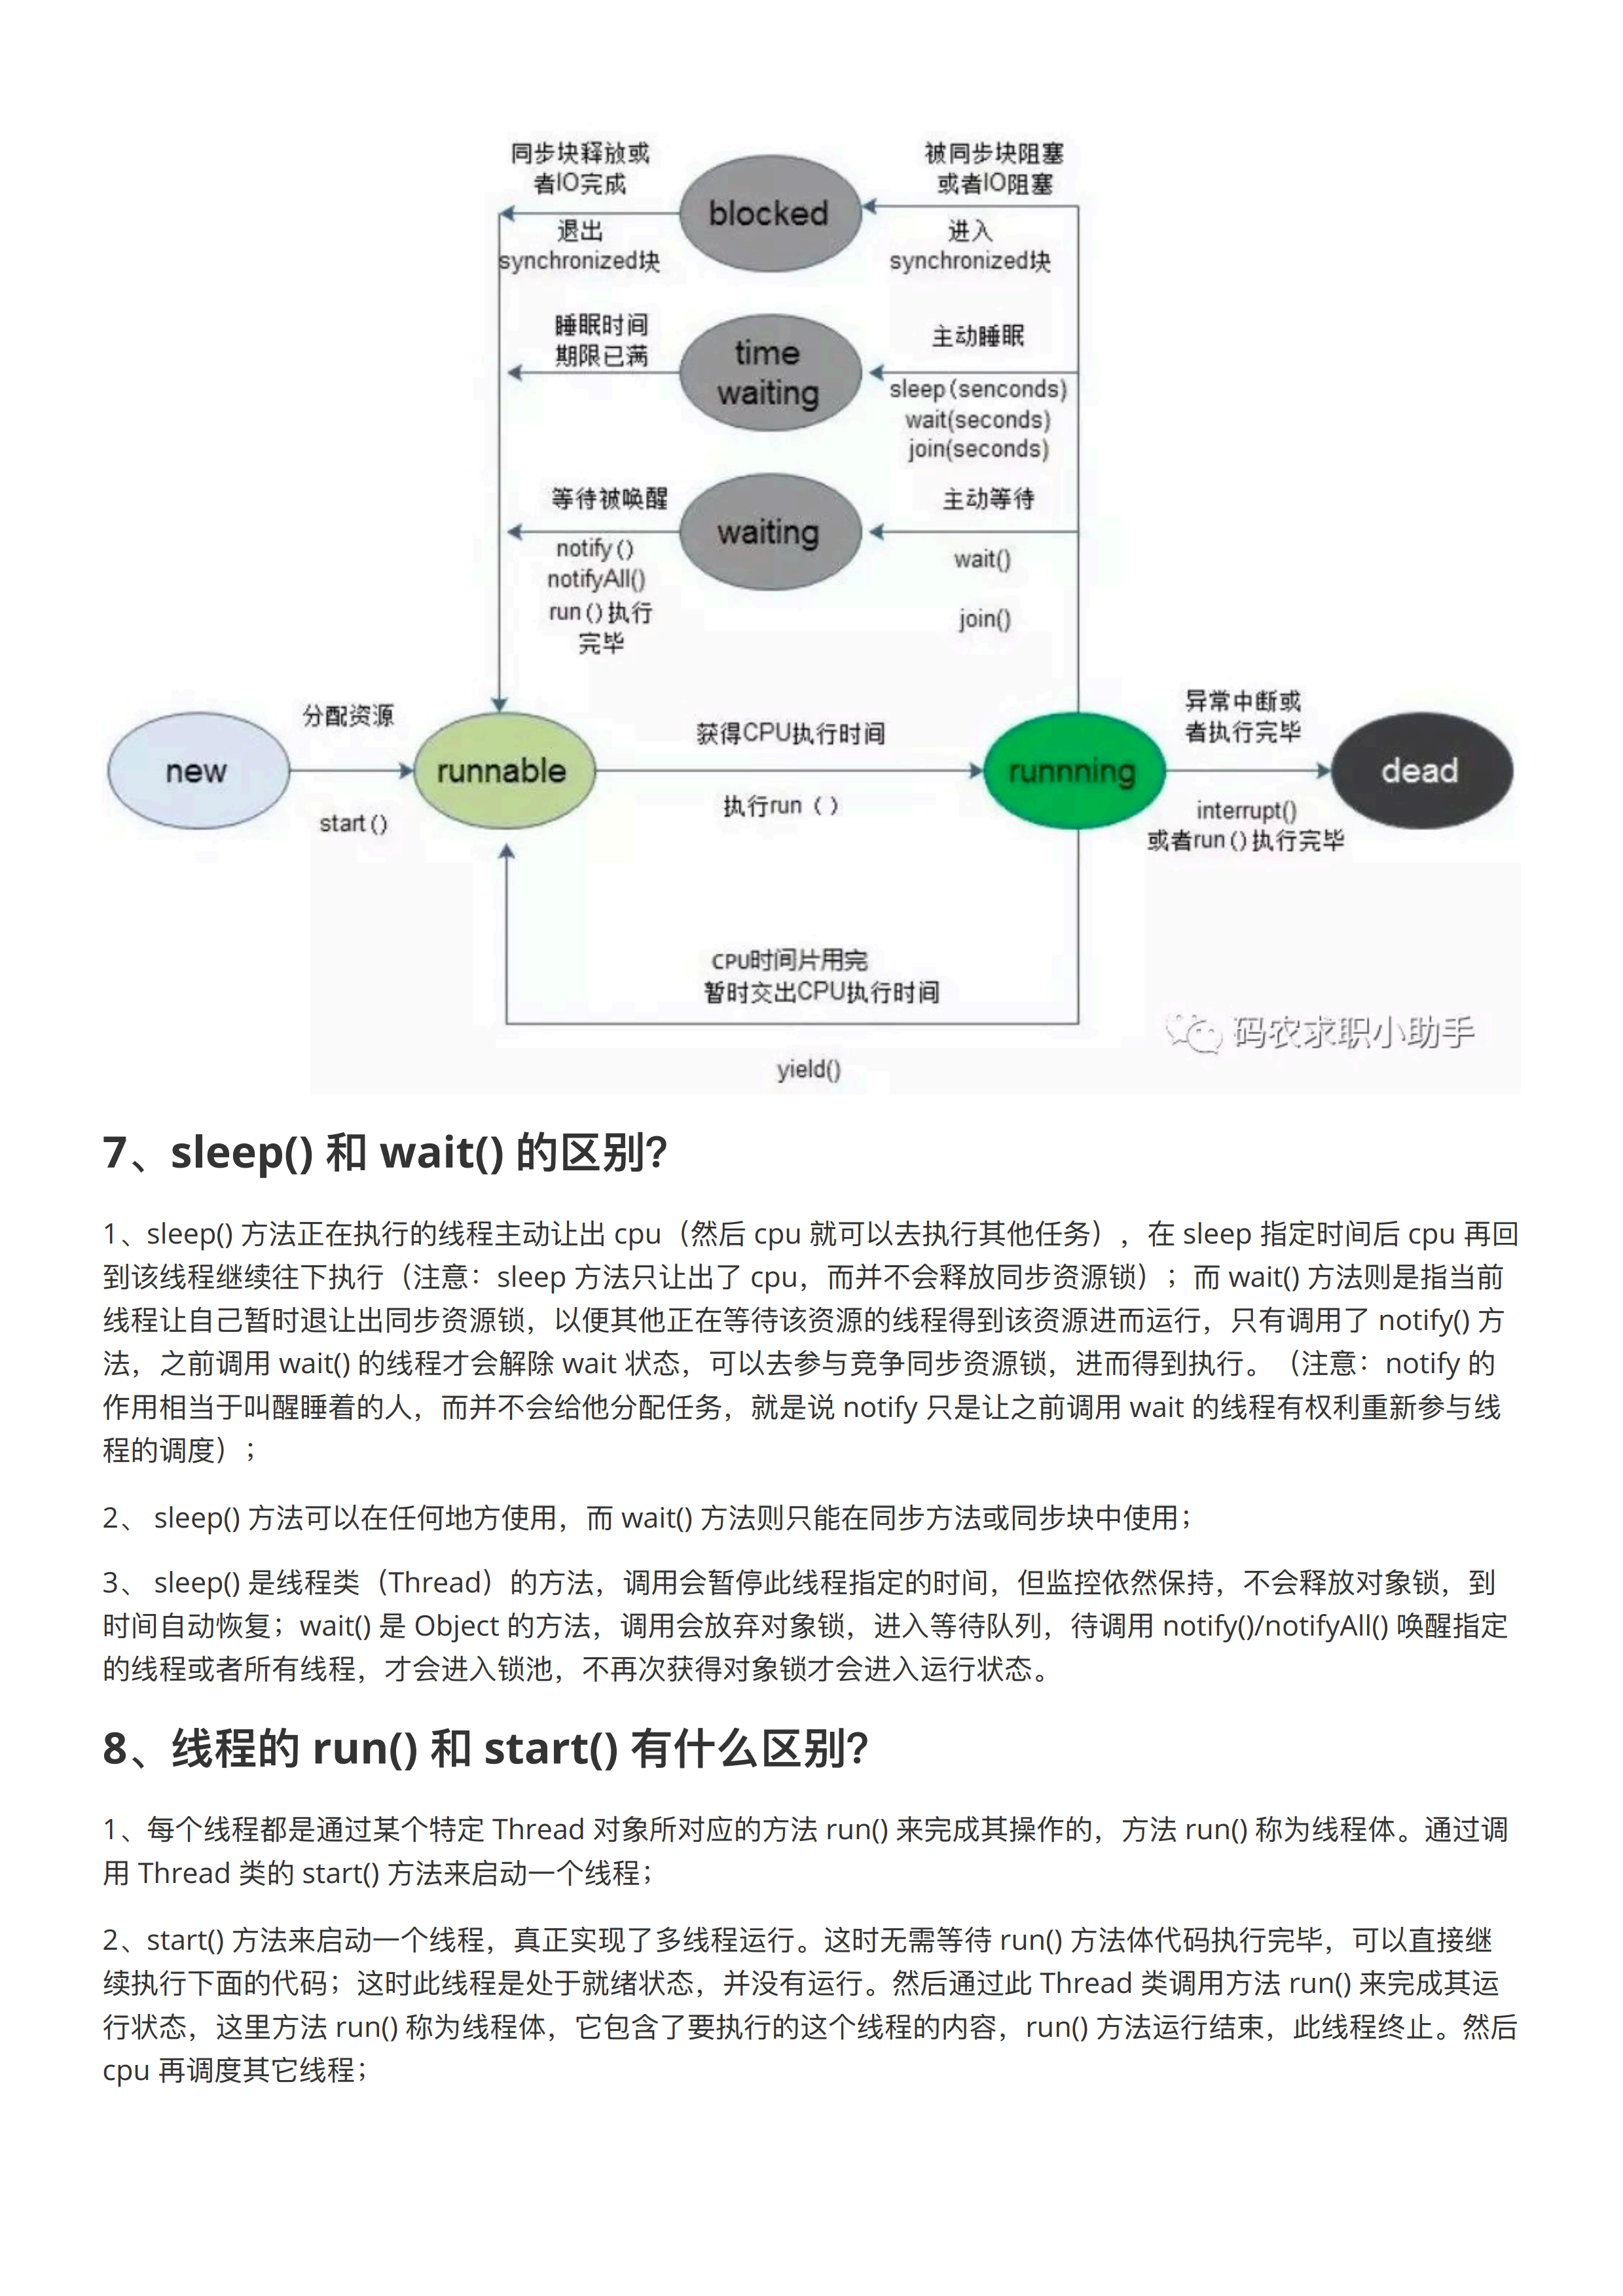 同步块释放或
者IO完成
blocked
被同步块阻塞
或者IO阻塞
退出
synchronized块
进入
synchronized块
睡眠时间
期限已满
time
waiting
主动睡眠
sleep(senconds)
wait(seconds)
join(seconds)
等待被唤醒
waiting
主动等待
notify()
notifyAll()
run()执行
完毕
wait()
join()
new
分配资源
start()
runnable
获得CPU执行时间
执行run（）
runnning
异常中断或
者执行完毕
interrupt()
或者run()执行完毕
dead
CPU时间片用完
暂时交出CPU执行时间
yield()
码农求职小助手
7、sleep() 和 wait() 的区别？
1、sleep() 方法正在执行的线程主动让出 cpu（然后 cpu 就可以去执行其他任务），在 sleep 指定时间后 cpu 再回
到该线程继续往下执行（注意：sleep 方法只让出了 cpu，而并不会释放同步资源锁）；而 wait() 方法则是指当前
线程让自己暂时退让出同步资源锁，以便其他正在等待该资源的线程得到该资源进而运行，只有调用了 notify() 方
法，之前调用 wait() 的线程才会解除 wait 状态，可以去参与竞争同步资源锁，进而得到执行。（注意：notify 的
作用相当于叫醒睡着的人，而并不会给他分配任务，就是说 notify 只是让之前调用 wait 的线程有权利重新参与线
程的调度）；
2、 sleep() 方法可以在任何地方使用，而 wait() 方法则只能在同步方法或同步块中使用；
3、 sleep() 是线程类（Thread）的方法，调用会暂停此线程指定的时间，但监控依然保持，不会释放对象锁，到
时间自动恢复；wait() 是 Object 的方法，调用会放弃对象锁，进入等待队列，待调用 notify()/notifyAll() 唤醒指定
的线程或者所有线程，才会进入锁池，不再次获得对象锁才会进入运行状态。
8、线程的 run() 和 start() 有什么区别？
1、每个线程都是通过某个特定 Thread 对象所对应的方法 run() 来完成其操作的，方法 run() 称为线程体。通过调
用 Thread 类的 start() 方法来启动一个线程；
2、start() 方法来启动一个线程，真正实现了多线程运行。这时无需等待 run() 方法体代码执行完毕，可以直接继
续执行下面的代码；这时此线程是处于就绪状态，并没有运行。然后通过此 Thread 类调用方法 run() 来完成其运
行状态，这里方法 run() 称为线程体，它包含了要执行的这个线程的内容，run() 方法运行结束，此线程终止。然后
cpu 再调度其它线程；